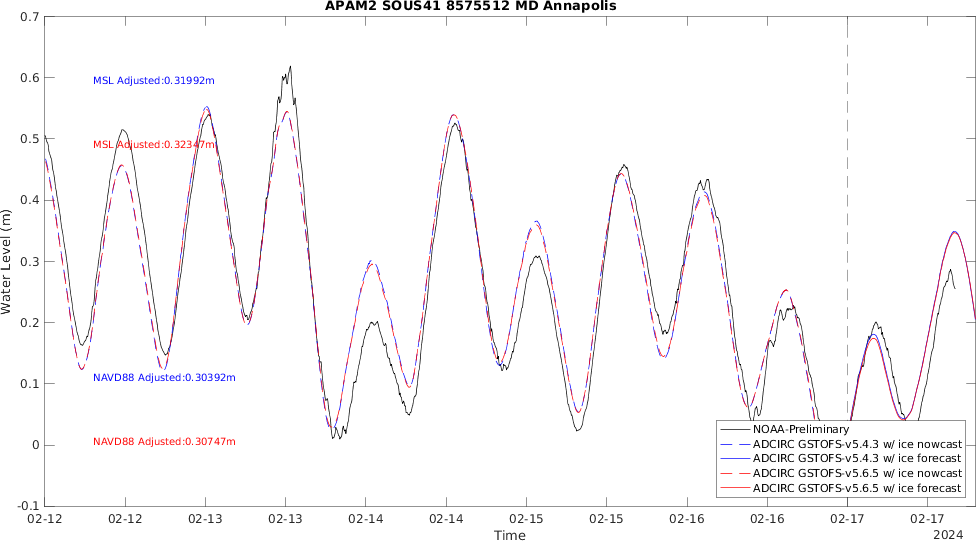 APAM2 SOUS41 8575512 MD Annapolis
0.7
0.6
0.5
0.4
0.3
0.2
0.1
0
-0.1
Water Level (m)
MSL Adjusted:0.31992m
MSL Adjusted:0.32347m
NAVD88 Adjusted:0.30392m
NAVD88 Adjusted:0.30747m
NOAA-Preliminary
ADCIRC GSTOFS-v5.4.3 w/ ice nowcast
ADCIRC GSTOFS-v5.4.3 w/ ice forecast
ADCIRC GSTOFS-v5.6.5 w/ ice nowcast
ADCIRC GSTOFS-v5.6.5 w/ ice forecast
02-12 02-12 02-13 02-13 02-14 02-14 02-15 02-15 02-16 02-16 02-17 02-17
Time
2024